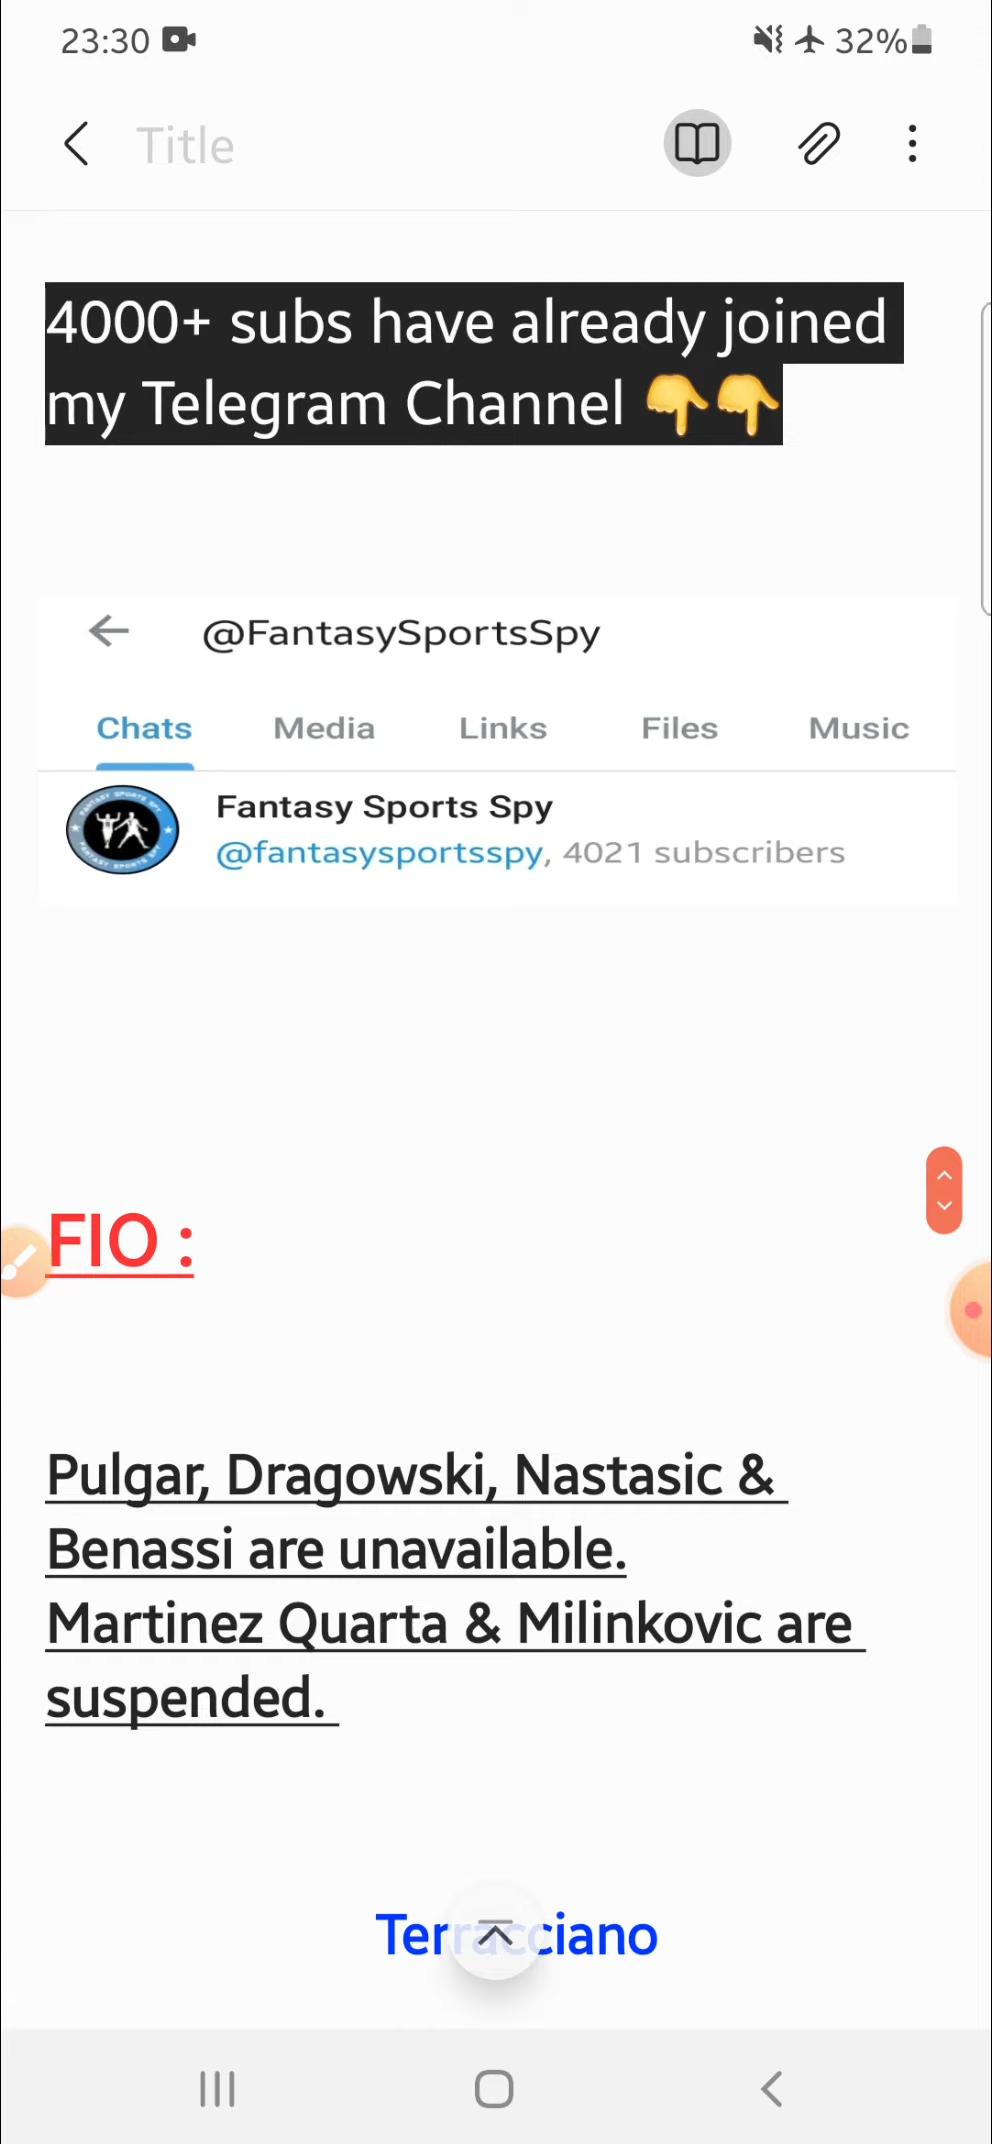 23:30 32%
Title
4000+ subs have already joined
my Telegram Channel 👇👇
@FantasySportsSpy
Chats Media Links Files Music
Fantasy Sports Spy
@fantasysportsspy, 4021 subscribers
FIO :
Pulgar, Dragowski, Nastasic &
Benassi are unavailable.
Martinez Quarta & Milinkovic are
suspended.
Terracciano